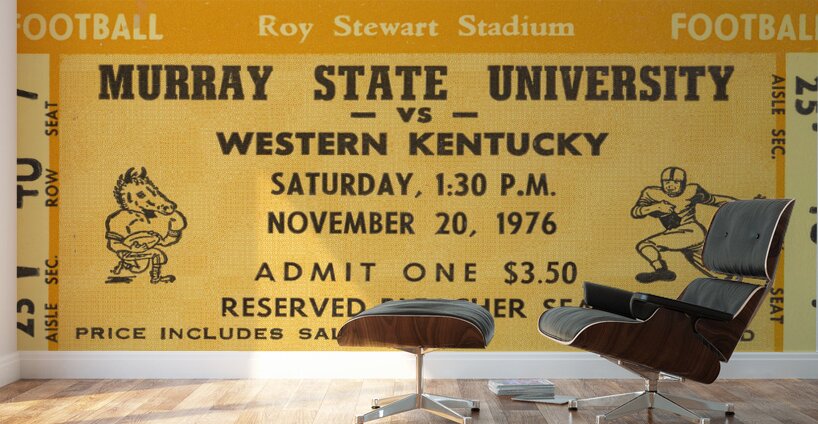 FOOTBALL Roy Stewart Stadium FOOTBALL
MURRAY STATE UNIVERSITY
— VS —
WESTERN KENTUCKY
SATURDAY, 1:30 P.M.
NOVEMBER 20, 1976
ADMIT ONE $3.50
RESERVED
PRICE INCLUDES
AISLE SEC. ROW SEAT
AISLE SEC.
SEAT